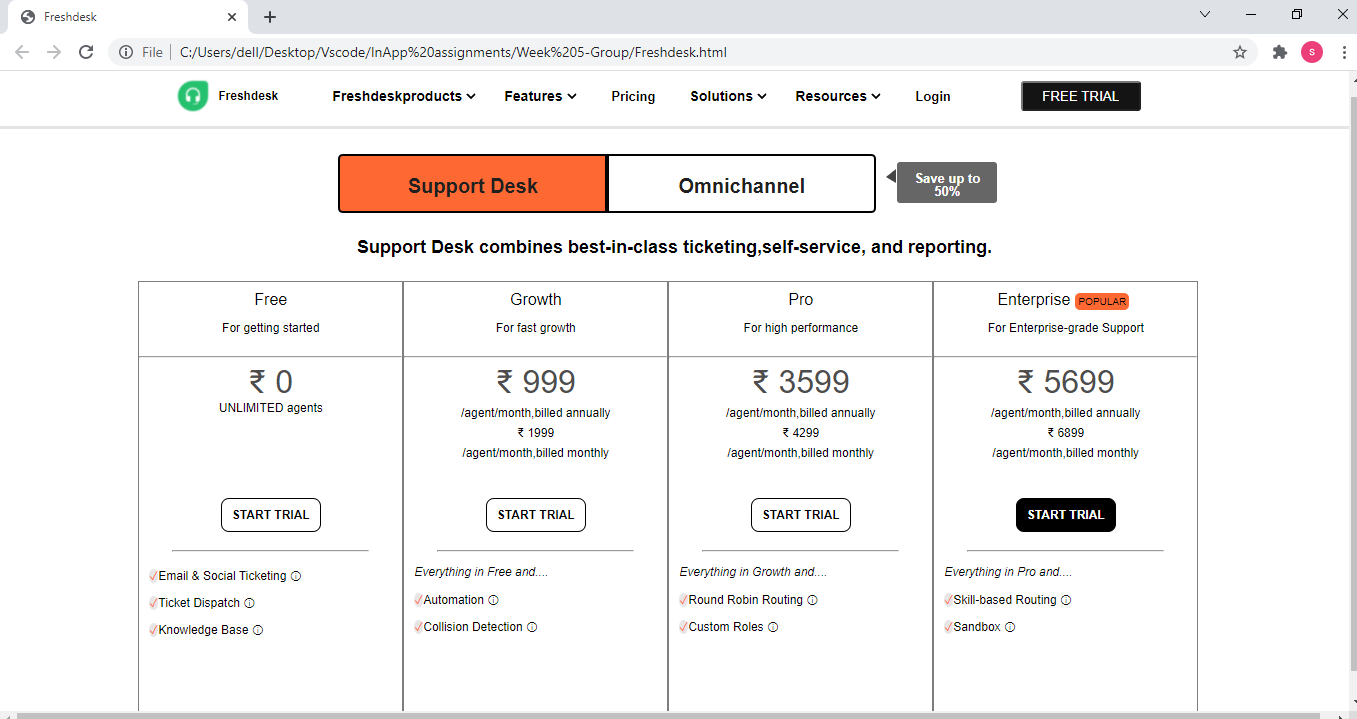 Freshdesk
File C:/Users/dell/Desktop/Vscode/InApp%20assignments/Week%205-Group/Freshdesk.html
S
Freshdesk Freshdeskproducts Features Pricing Solutions Resources Login FREE TRIAL
Support Desk Omnichannel
Save up to
50%
Support Desk combines best-in-class ticketing,self-service, and reporting.
Free
For getting started
₹ 0
UNLIMITED agents
START TRIAL
Email & Social Ticketing
Ticket Dispatch
Knowledge Base
Growth
For fast growth
₹ 999
/agent/month,billed annually
₹ 1999
/agent/month,billed monthly
START TRIAL
Everything in Free and....
Automation
Collision Detection
Pro
For high performance
₹ 3599
/agent/month,billed annually
₹ 4299
/agent/month,billed monthly
START TRIAL
Everything in Growth and....
Round Robin Routing
Custom Roles
Enterprise POPULAR
For Enterprise-grade Support
₹ 5699
/agent/month,billed annually
₹ 6899
/agent/month,billed monthly
START TRIAL
Everything in Pro and....
Skill-based Routing
Sandbox